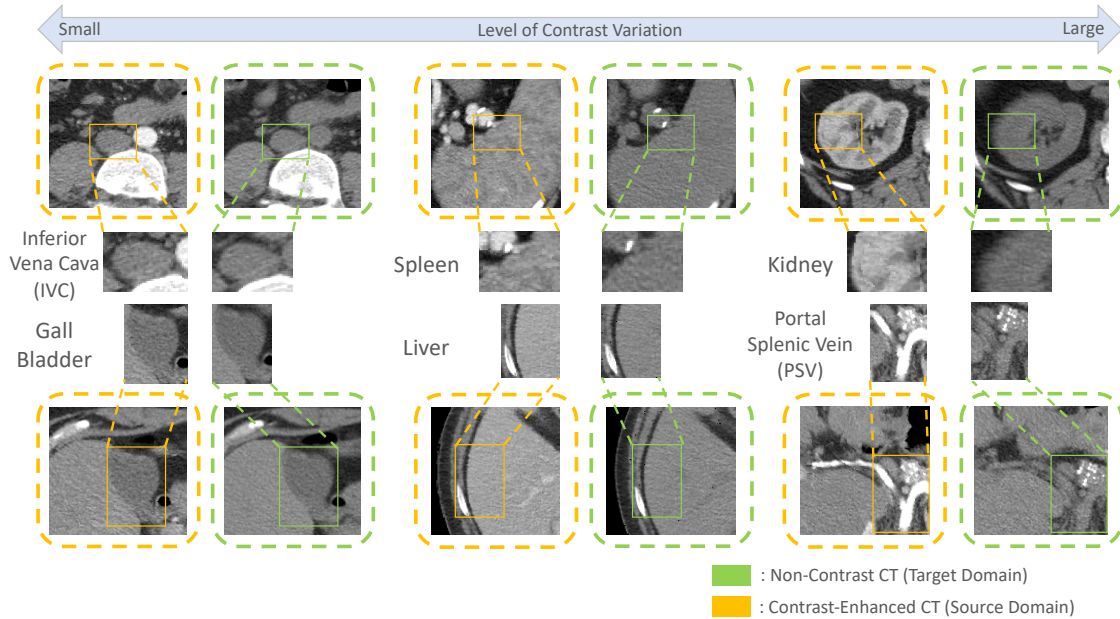 Small Level of Contrast Variation Large
Inferior
Vena Cava
(IVC)
Spleen
Kidney
Gall
Bladder
Liver
Portal
Splenic Vein
(PSV)
: Non-Contrast CT (Target Domain)
: Contrast-Enhanced CT (Source Domain)